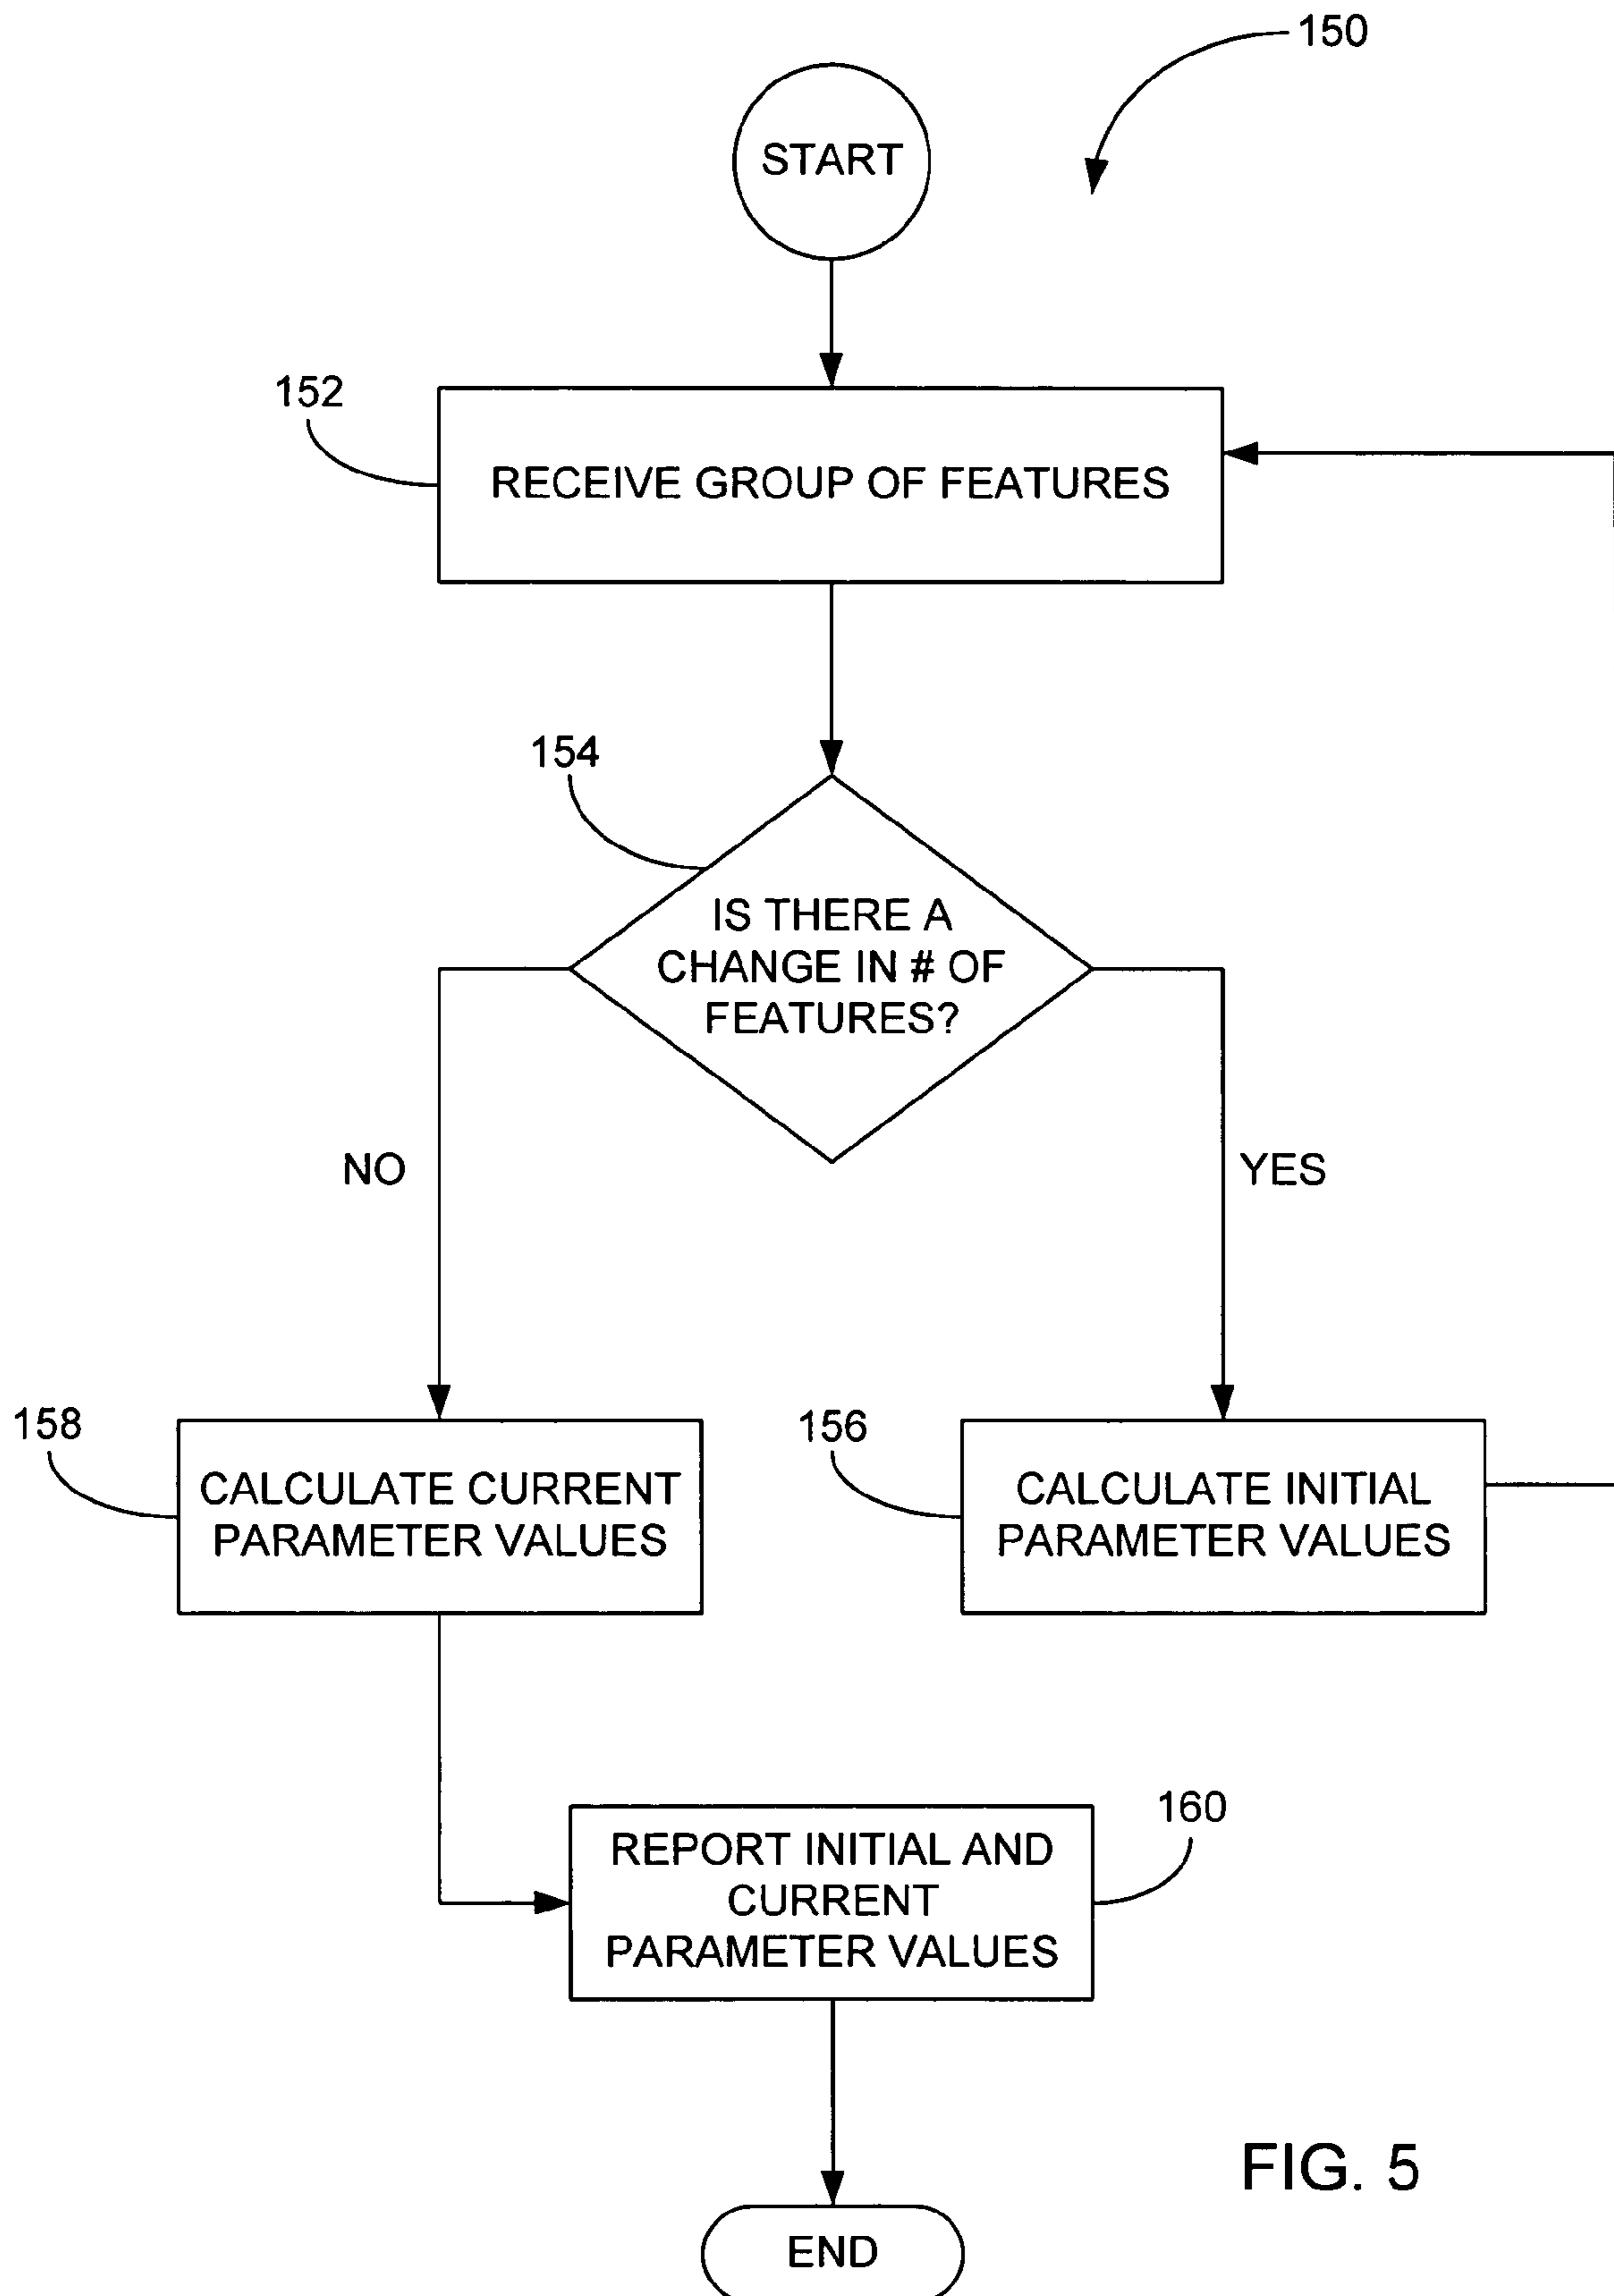 150
START
152
RECEIVE GROUP OF FEATURES
154
IS THERE A
CHANGE IN # OF
FEATURES?
NO
YES
158
CALCULATE CURRENT
PARAMETER VALUES
156
CALCULATE INITIAL
PARAMETER VALUES
160
REPORT INITIAL AND
CURRENT
PARAMETER VALUES
FIG. 5
END